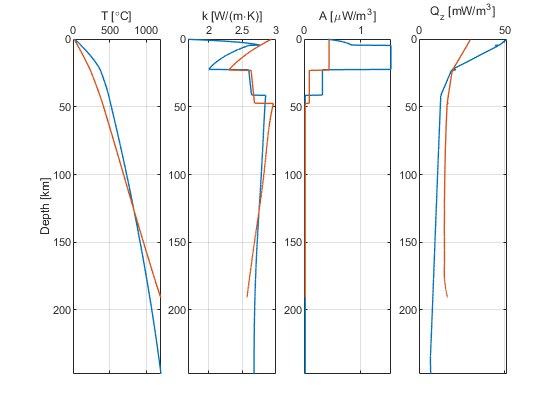 T [°C]
k [W/(m·K)]
A [μW/m³]
Q_z [mW/m³]
0 500 1000
2 2.5 3
0 1
0 50
0 0 0 0
50 50 50 50
100 100 100 100
150 150 150 150
200 200 200 200
Depth [km]